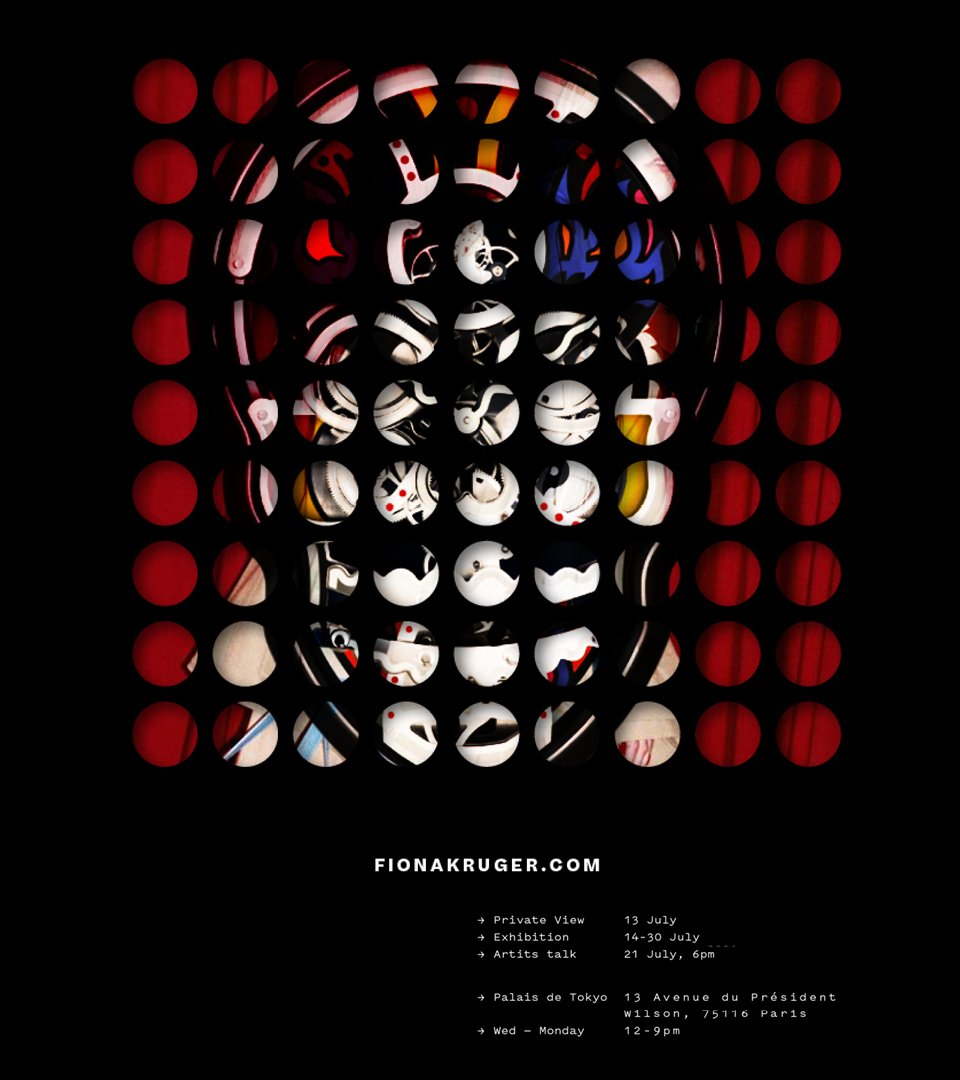 FIONAKRUGER.COM
→ Private View 13 July
→ Exhibition 14-30 July
→ Artits talk 21 July, 6pm
→ Palais de Tokyo 13 Avenue du Président
Wilson, 75116 Paris
→ Wed – Monday 12-9pm